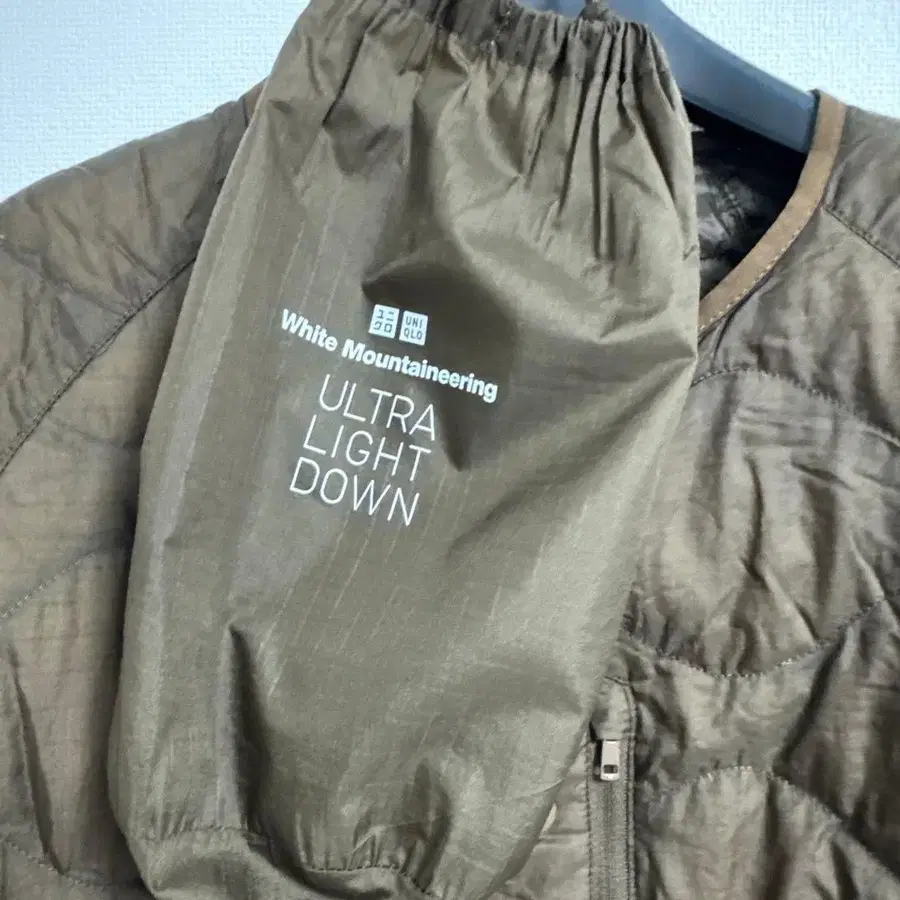 ユニ UNI
クロ QLO
White Mountaineering
ULTRA
LIGHT
DOWN